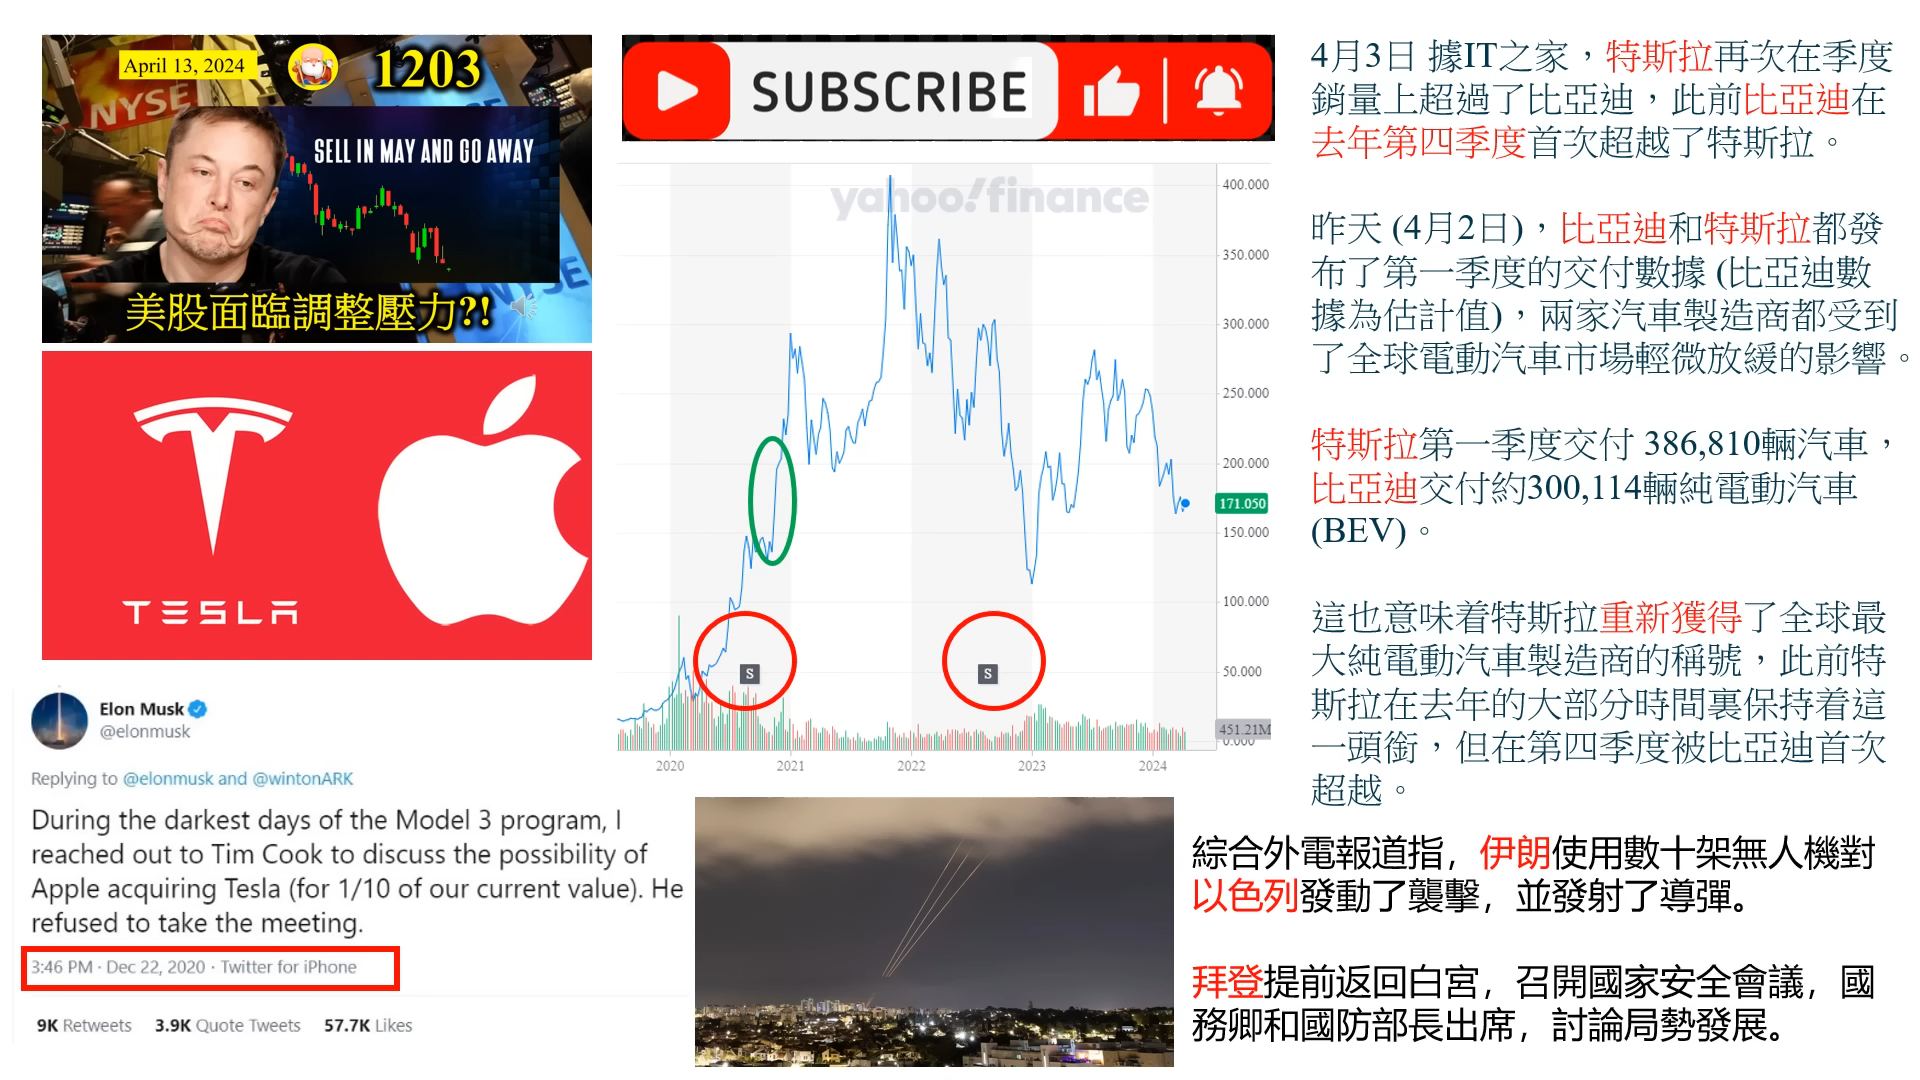 April 13, 2024
1203
NYSE
SELL IN MAY AND GO AWAY
美股面臨調整壓力?!
TESLA
Elon Musk
@elonmusk
Replying to @elonmusk and @wintonARK
During the darkest days of the Model 3 program, I
reached out to Tim Cook to discuss the possibility of
Apple acquiring Tesla (for 1/10 of our current value). He
refused to take the meeting.
3:46 PM · Dec 22, 2020 · Twitter for iPhone
9K Retweets 3.9K Quote Tweets 57.7K Likes
SUBSCRIBE
yahoo!finance
400.000
350.000
300.000
250.000
200.000
171.050
150.000
100.000
50.000
451.21M
0.000
S
S
2020 2021 2022 2023 2024
4月3日 據IT之家，特斯拉再次在季度
銷量上超過了比亞迪，此前比亞迪在
去年第四季度首次超越了特斯拉。
昨天 (4月2日)，比亞迪和特斯拉都發
布了第一季度的交付數據 (比亞迪數
據為估計值)，兩家汽車製造商都受到
了全球電動汽車市場輕微放緩的影響。
特斯拉第一季度交付 386,810輛汽車，
比亞迪交付約300,114輛純電動汽車
(BEV)。
這也意味着特斯拉重新獲得了全球最
大純電動汽車製造商的稱號，此前特
斯拉在去年的大部分時間裏保持着這
一頭銜，但在第四季度被比亞迪首次
超越。
綜合外電報道指，伊朗使用數十架無人機對
以色列發動了襲擊，並發射了導彈。
拜登提前返回白宮，召開國家安全會議，國
務卿和國防部長出席，討論局勢發展。